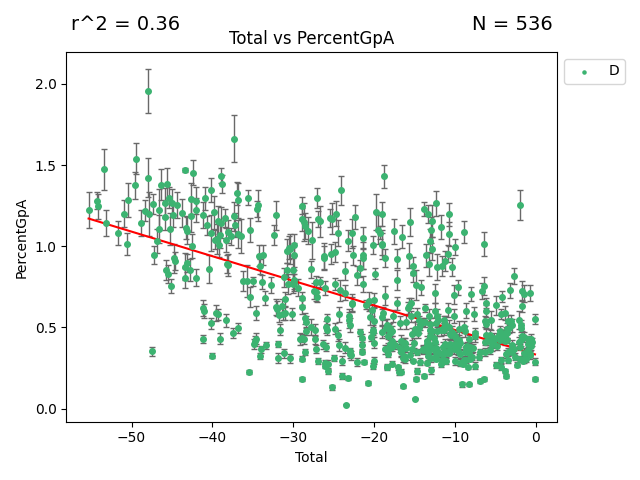 r^2 = 0.36
N = 536
Total vs PercentGpA
D
PercentGpA
2.0
1.5
1.0
0.5
0.0
−50
−40
−30
−20
−10
0
Total